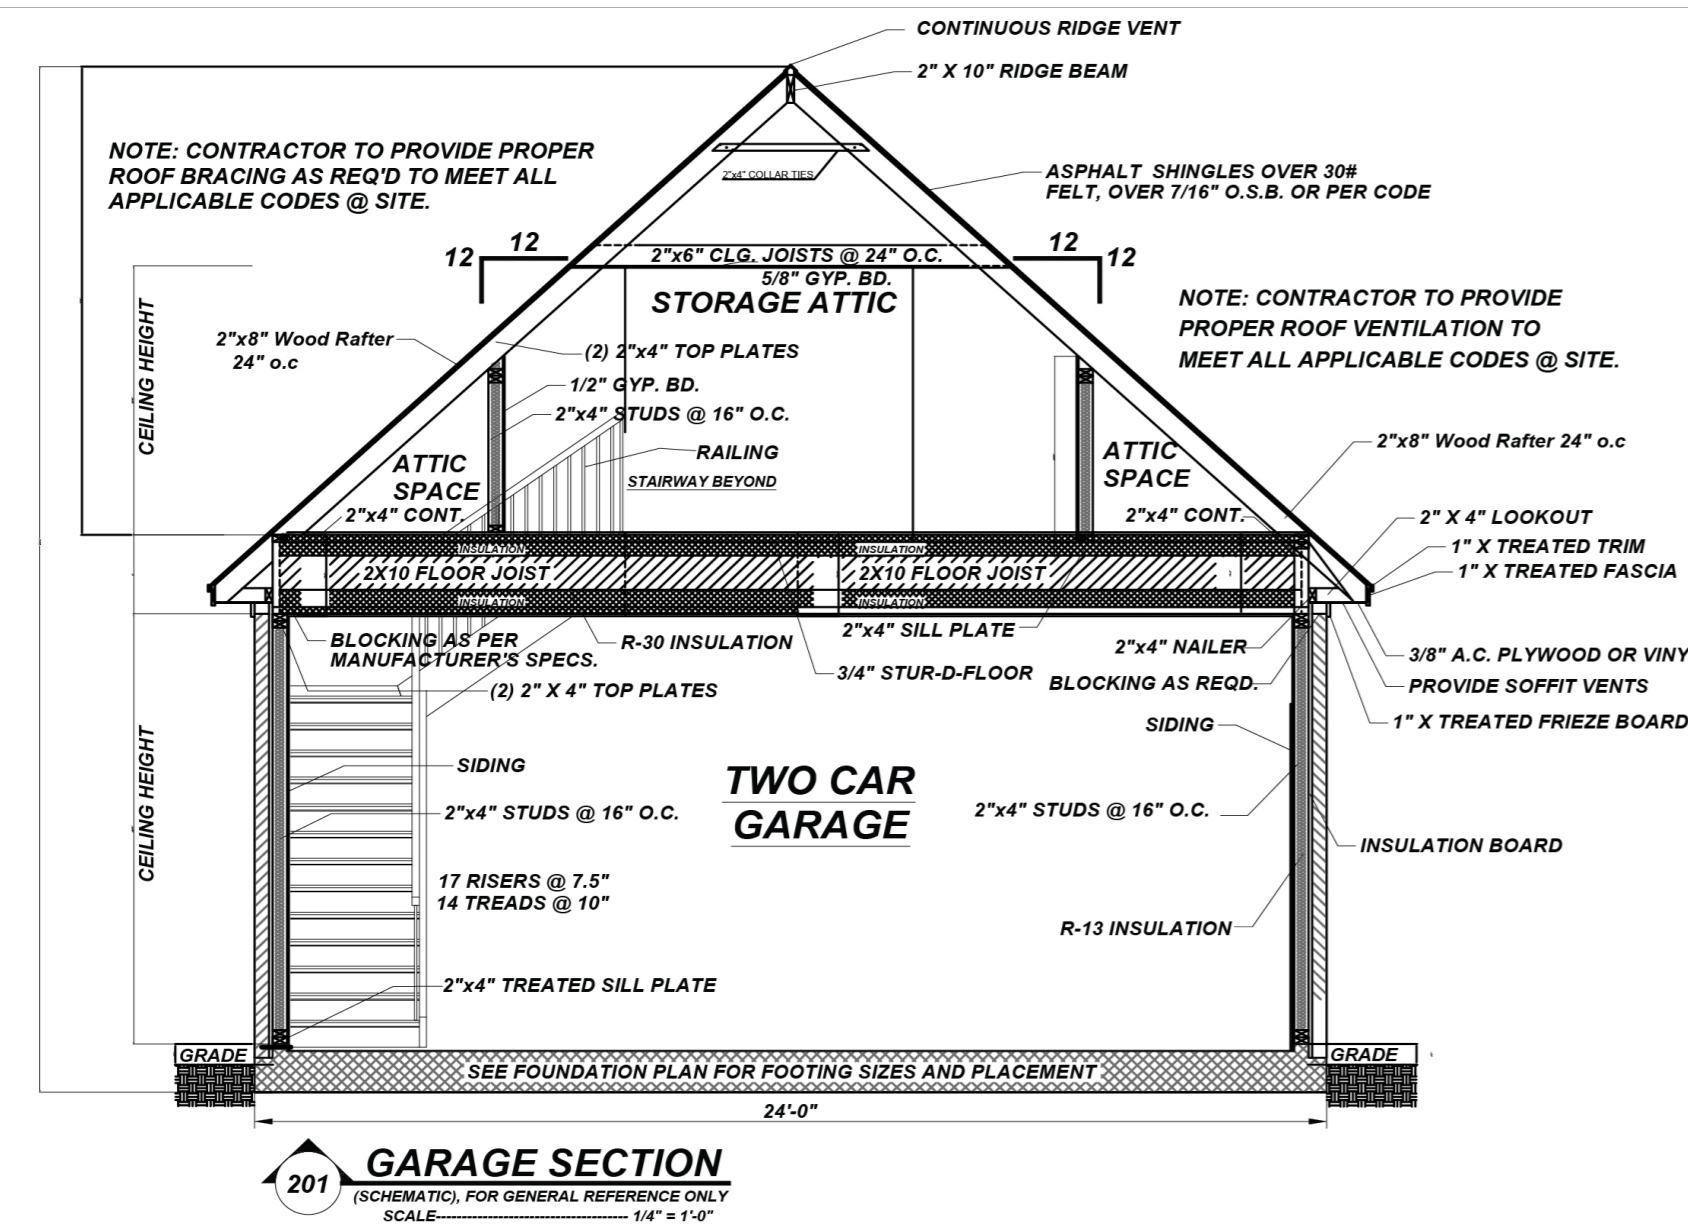 CONTINUOUS RIDGE VENT
2" X 10" RIDGE BEAM
NOTE: CONTRACTOR TO PROVIDE PROPER
ROOF BRACING AS REQ'D TO MEET ALL
APPLICABLE CODES @ SITE.
2"x4" COLLAR TIES
ASPHALT SHINGLES OVER 30#
FELT, OVER 7/16" O.S.B. OR PER CODE
12
12
12
12
2"x6" CLG. JOISTS @ 24" O.C.
5/8" GYP. BD.
STORAGE ATTIC
NOTE: CONTRACTOR TO PROVIDE
PROPER ROOF VENTILATION TO
MEET ALL APPLICABLE CODES @ SITE.
CEILING HEIGHT
2"x8" Wood Rafter
24" o.c
(2) 2"x4" TOP PLATES
1/2" GYP. BD.
2"x4" STUDS @ 16" O.C.
RAILING
STAIRWAY BEYOND
ATTIC
SPACE
ATTIC
SPACE
2"x8" Wood Rafter 24" o.c
2"x4" CONT.
2"x4" CONT.
2" X 4" LOOKOUT
1" X TREATED TRIM
1" X TREATED FASCIA
INSULATION
INSULATION
2X10 FLOOR JOIST
2X10 FLOOR JOIST
INSULATION
INSULATION
BLOCKING AS PER
MANUFACTURER'S SPECS.
R-30 INSULATION
2"x4" SILL PLATE
3/4" STUR-D-FLOOR
2"x4" NAILER
BLOCKING AS REQD.
3/8" A.C. PLYWOOD OR VINY
PROVIDE SOFFIT VENTS
1" X TREATED FRIEZE BOARD
(2) 2" X 4" TOP PLATES
SIDING
CEILING HEIGHT
SIDING
TWO CAR
GARAGE
2"x4" STUDS @ 16" O.C.
2"x4" STUDS @ 16" O.C.
INSULATION BOARD
17 RISERS @ 7.5"
14 TREADS @ 10"
R-13 INSULATION
2"x4" TREATED SILL PLATE
GRADE
GRADE
SEE FOUNDATION PLAN FOR FOOTING SIZES AND PLACEMENT
24'-0"
201
GARAGE SECTION
(SCHEMATIC), FOR GENERAL REFERENCE ONLY
SCALE------------------------------------ 1/4" = 1'-0"